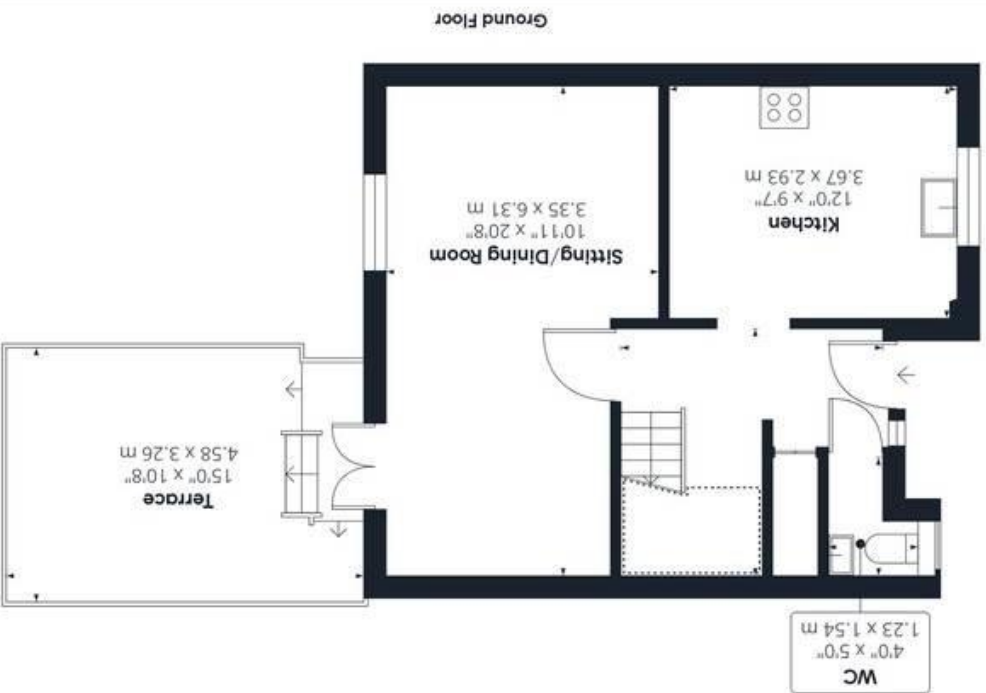 WC
4'0" x 5'0"
1.23 x 1.54 m
Terrace
15'0" x 10'8"
4.58 x 3.26 m
Sitting/Dining Room
10'11" x 20'8"
3.35 x 6.31 m
Kitchen
12'0" x 9'7"
3.67 x 2.93 m
Ground Floor